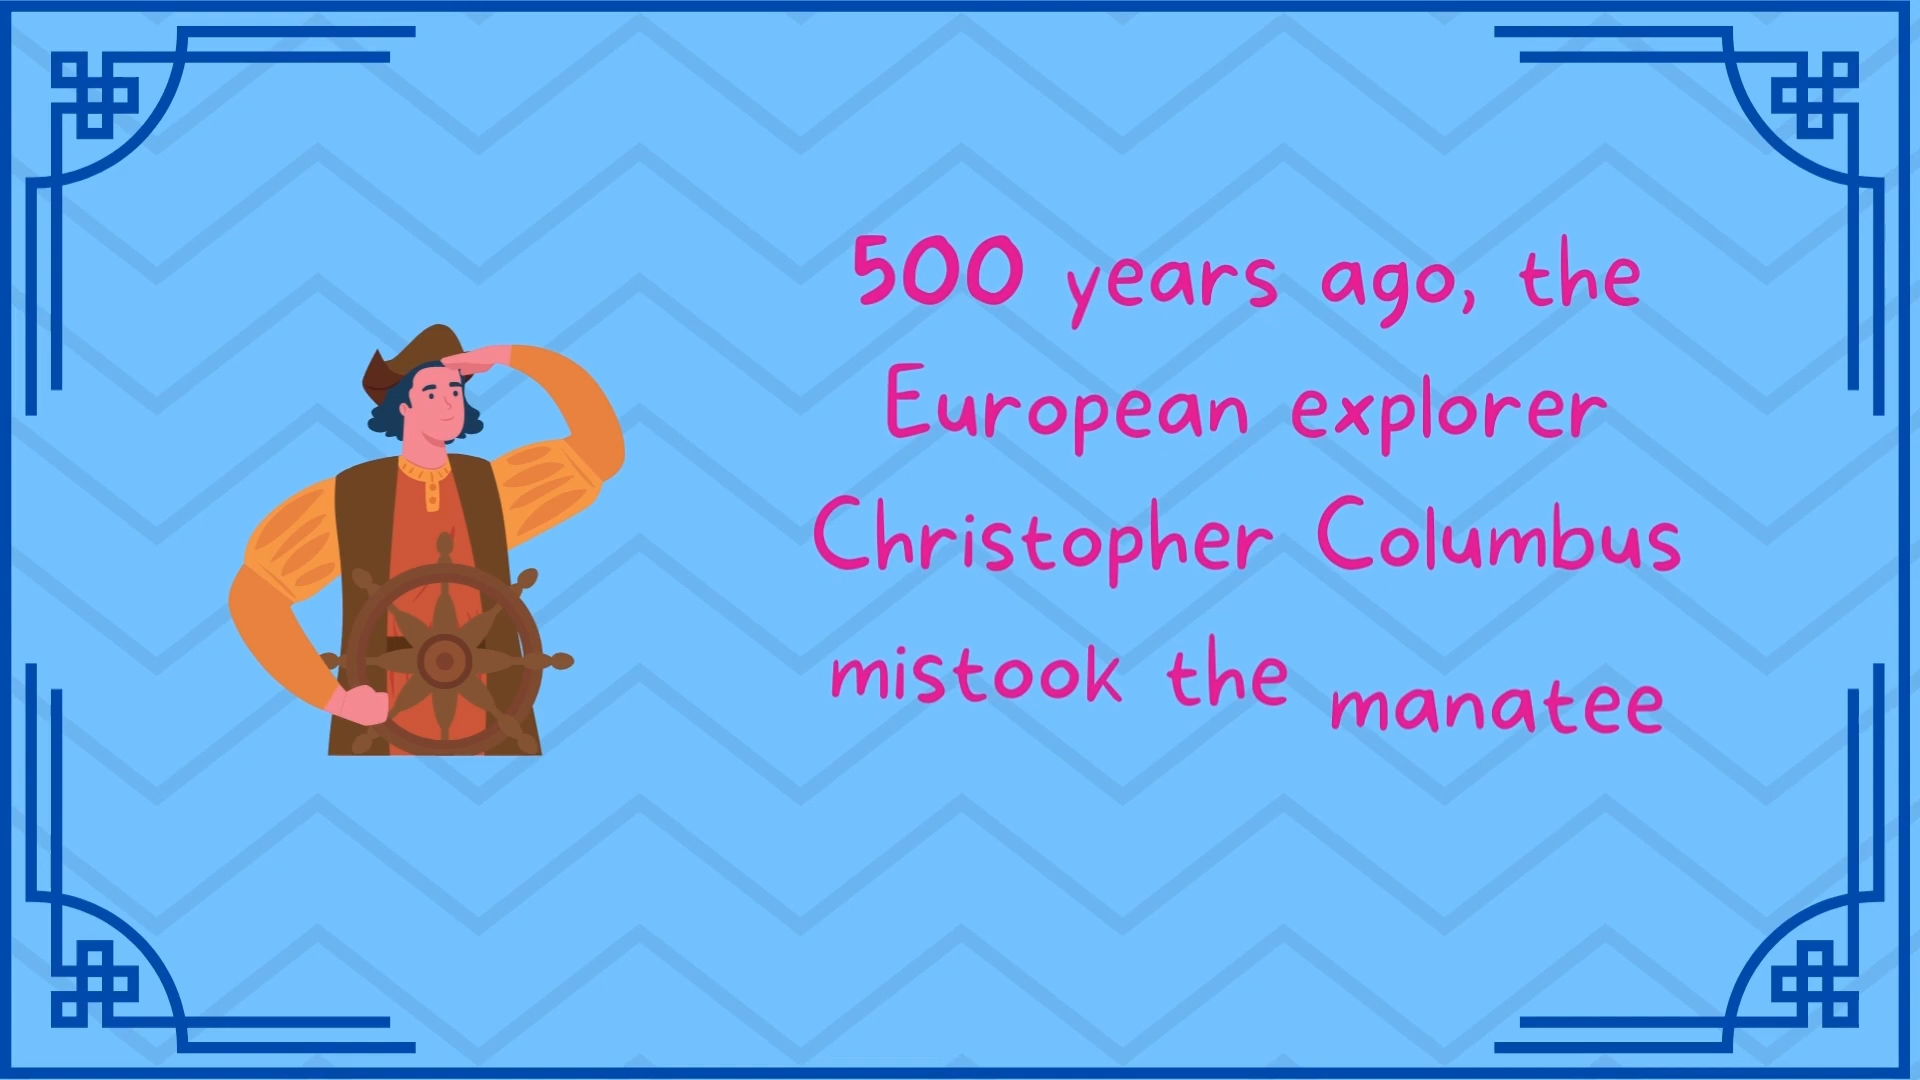 500 years ago, the
European explorer
Christopher Columbus
mistook the manatee